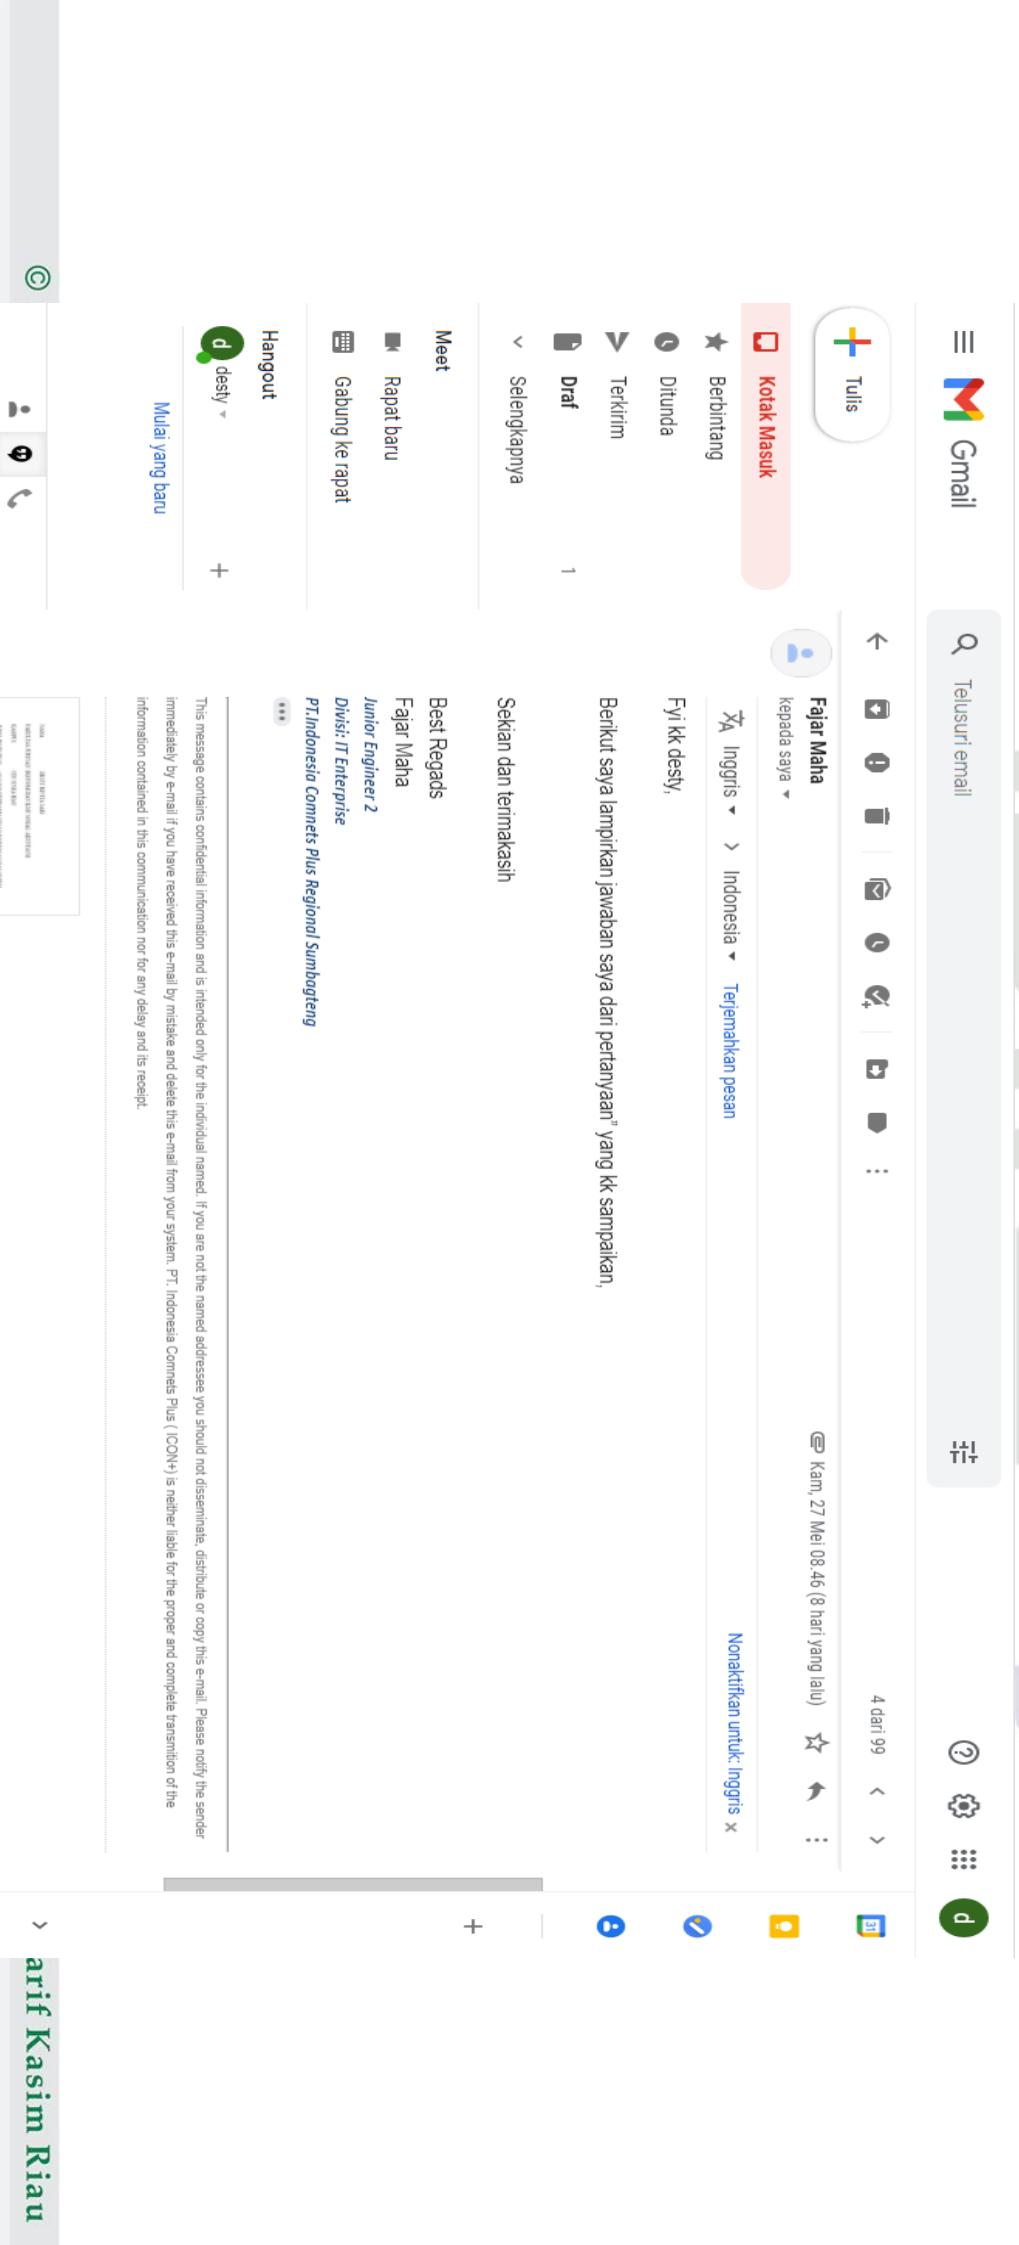 Gmail
Telusuri email
Tulis
4 dari 99
Kotak Masuk
Berbintang
Ditunda
Terkirim
Draf 1
Selengkapnya
Meet
Rapat baru
Gabung ke rapat
Hangout
desty
Mulai yang baru
Fajar Maha
Kam, 27 Mei 08.46 (8 hari yang lalu)
kepada saya
Inggris > Indonesia Terjemahkan pesan
Nonaktifkan untuk: Inggris x
Fyi kk desty,
Berikut saya lampirkan jawaban saya dari pertanyaan" yang kk sampaikan,
Sekian dan terimakasih
Best Regads
Fajar Maha
Junior Engineer 2
Divisi: IT Enterprise
PT.Indonesia Comnets Plus Regional Sumbagteng
This message contains confidential information and is intended only for the individual named. If you are not the named addressee you should not disseminate, distribute or copy this e-mail. Please notify the sender
immediately by e-mail if you have received this e-mail by mistake and delete this e-mail from your system. PT. Indonesia Comnets Plus ( ICON+) is neither liable for the proper and complete transmition of the
information contained in this communication nor for any delay and its receipt.
©
arif Kasim Riau